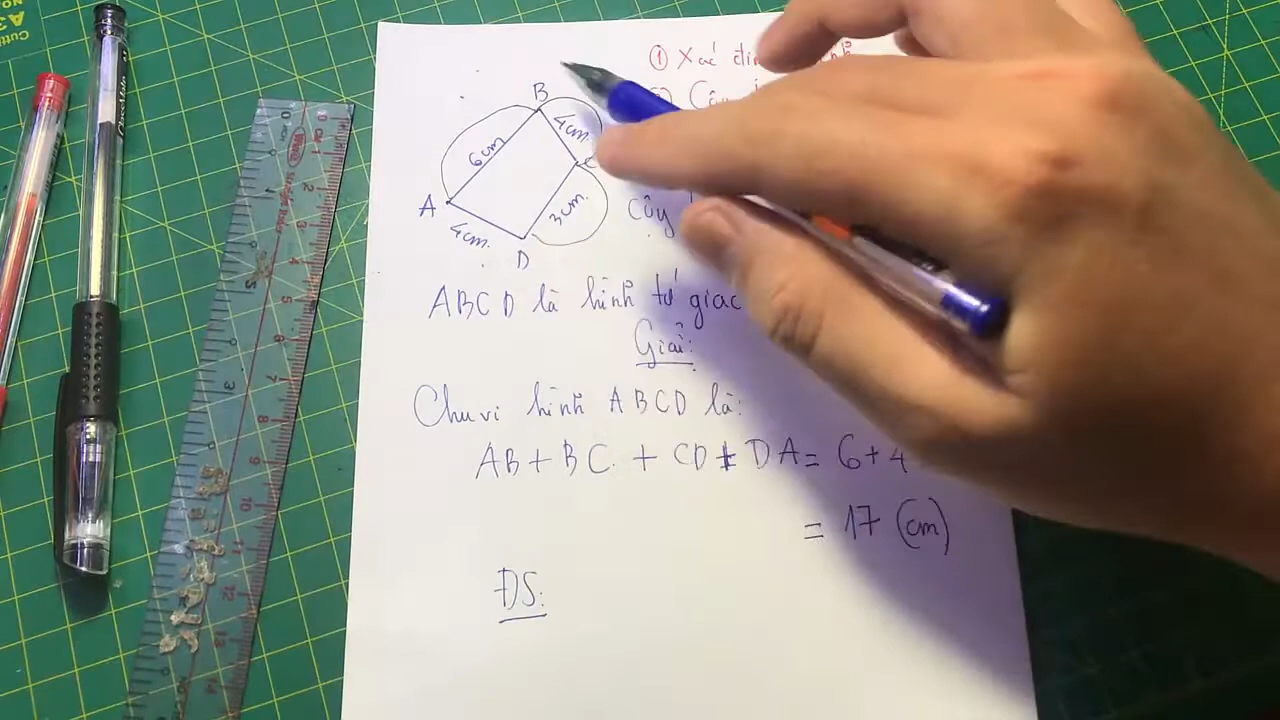 ① Xác
B
4cm.
6cm
C
A
3cm.
4cm.
D
ABCD là hình tứ giác
Giải:
Chu vi hình ABCD là:
AB + BC + CD + DA = 6 + 4
= 17 (cm)
ĐS: